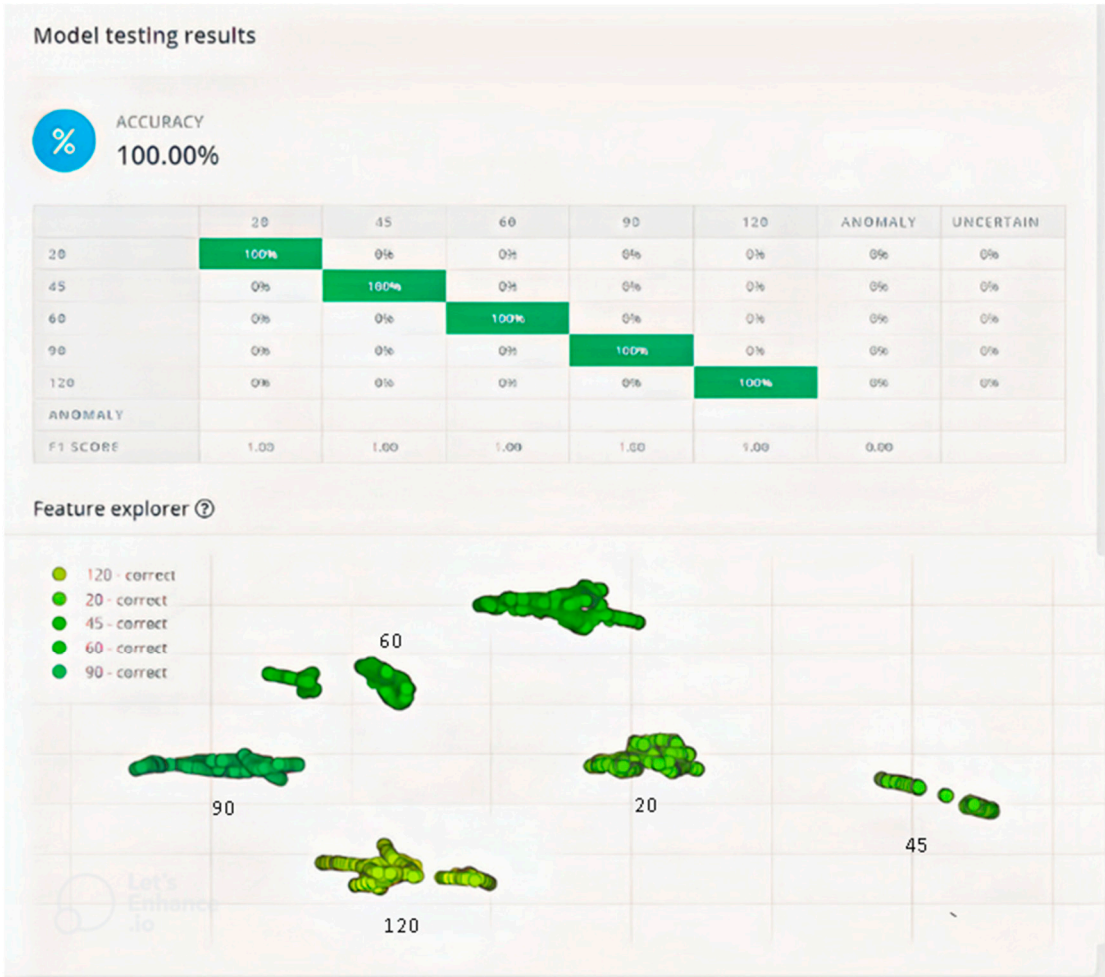 Model testing results
%
ACCURACY
100.00%
20 45 60 90 120 ANOMALY UNCERTAIN
20 100% 0% 0% 0% 0% 0% 0%
45 0% 100% 0% 0% 0% 0% 0%
60 0% 0% 100% 0% 0% 0% 0%
90 0% 0% 0% 100% 0% 0% 0%
120 0% 0% 0% 0% 100% 0% 0%
ANOMALY
F1 SCORE 1.00 1.00 1.00 1.00 1.00 0.00
Feature explorer ?
120 - correct
20 - correct
45 - correct
60 - correct
90 - correct
60
90
20
45
120
Let's
Enhance
.io